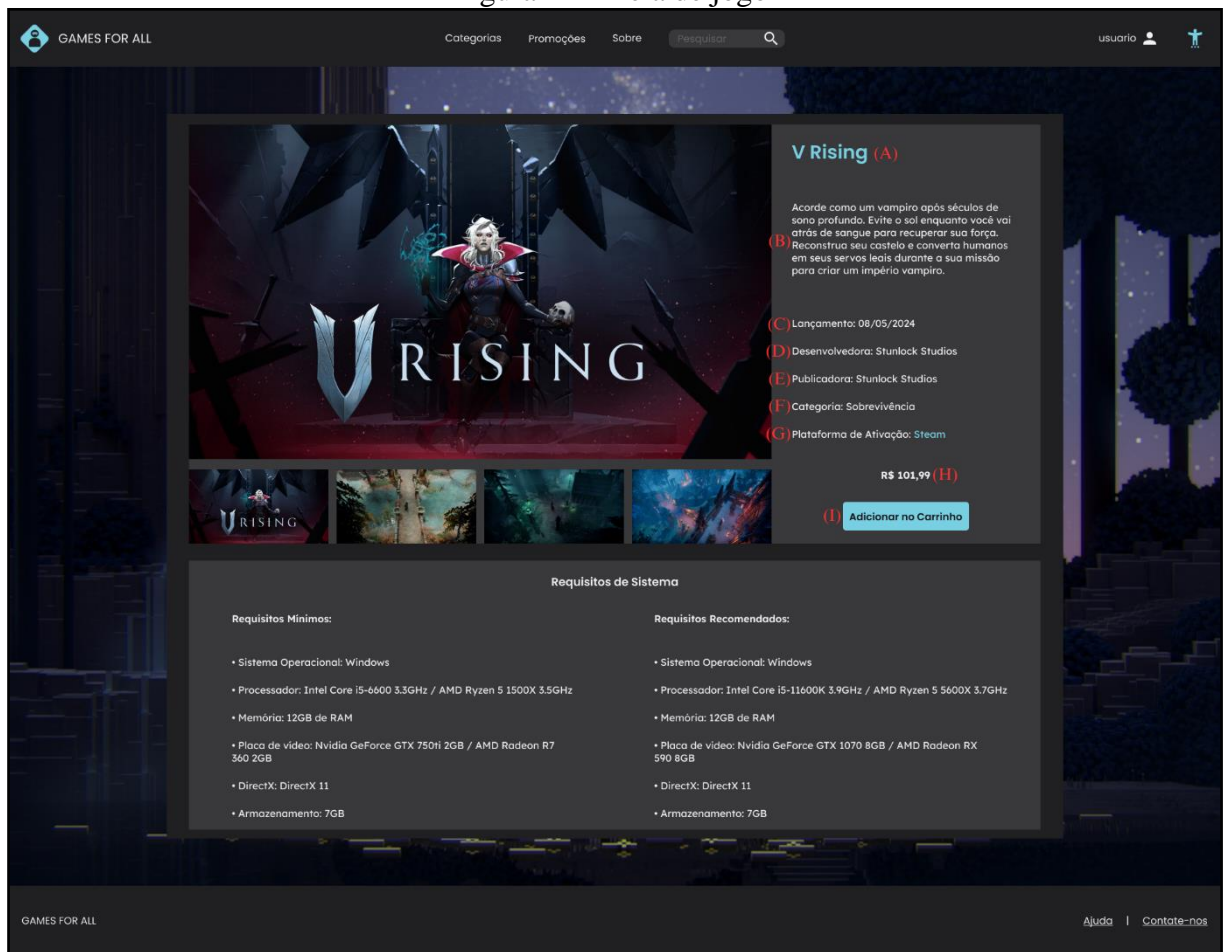 GAMES FOR ALL
Categorias Promoções Sobre Pesquisar
usuario
V RISING
V Rising (A)
Acorde como um vampiro após séculos de
sono profundo. Evite o sol enquanto você vai
atrás de sangue para recuperar sua força.
(B) Reconstrua seu castelo e converta humanos
em seus servos leais durante a sua missão
para criar um império vampiro.
(C) Lançamento: 08/05/2024
(D) Desenvolvedora: Stunlock Studios
(E) Publicadora: Stunlock Studios
(F) Categoria: Sobrevivência
(G) Plataforma de Ativação: Steam
R$ 101,99 (H)
(I) Adicionar no Carrinho
V RISING
Requisitos de Sistema
Requisitos Mínimos:
• Sistema Operacional: Windows
• Processador: Intel Core i5-6600 3.3GHz / AMD Ryzen 5 1500X 3.5GHz
• Memória: 12GB de RAM
• Placa de vídeo: Nvidia GeForce GTX 750ti 2GB / AMD Radeon R7
360 2GB
• DirectX: DirectX 11
• Armazenamento: 7GB
Requisitos Recomendados:
• Sistema Operacional: Windows
• Processador: Intel Core i5-11600K 3.9GHz / AMD Ryzen 5 5600X 3.7GHz
• Memória: 12GB de RAM
• Placa de vídeo: Nvidia GeForce GTX 1070 8GB / AMD Radeon RX
590 8GB
• DirectX: DirectX 11
• Armazenamento: 7GB
GAMES FOR ALL
Ajuda | Contate-nos